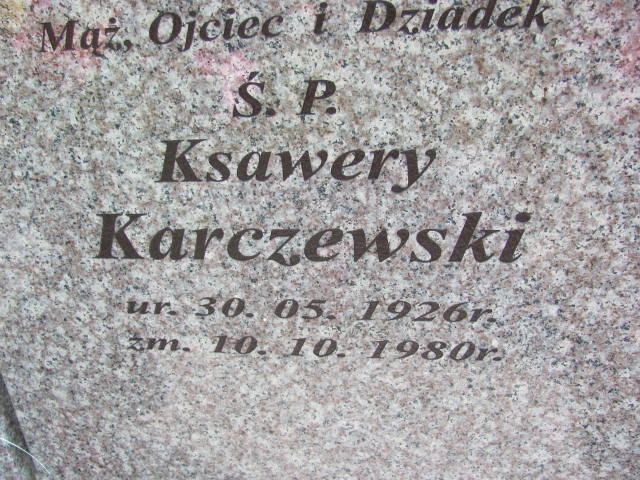 Mąż, Ojciec i Dziadek
Ś. P.
Ksawery
Karczewski
ur. 30. 05. 1926r.
zm. 10. 10. 1980r.